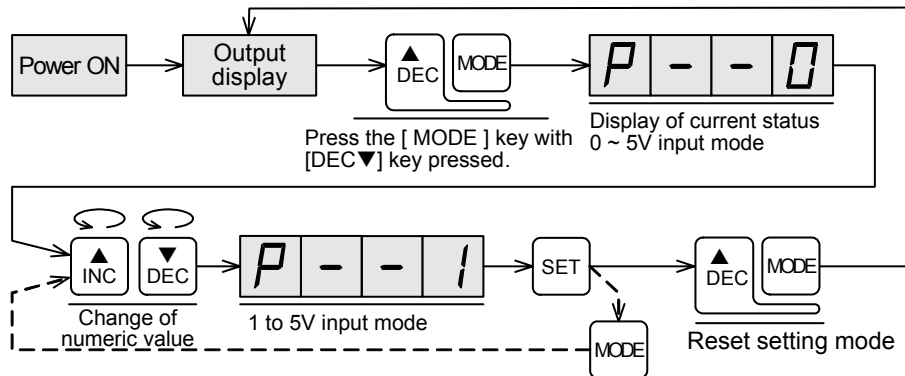 Power ON
Output
display
▲
DEC
MODE
P - - 0
Press the [ MODE ] key with
[DEC▼] key pressed.
Display of current status
0 ~ 5V input mode
▲
INC
▼
DEC
P - - 1
SET
▲
DEC
MODE
Change of
numeric value
1 to 5V input mode
MODE
Reset setting mode